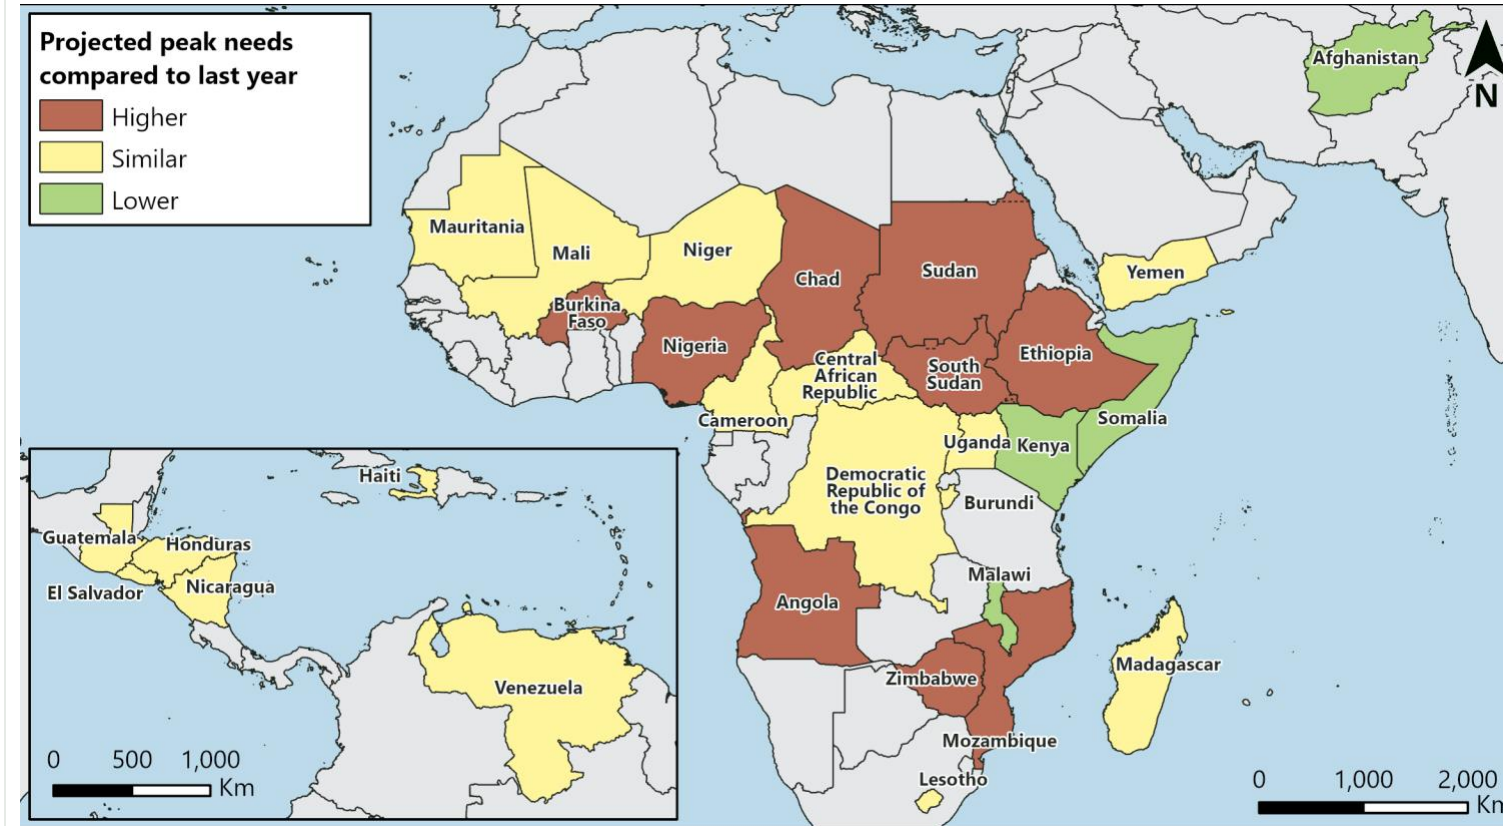 Projected peak needs
compared to last year
Higher
Similar
Lower
Afghanistan
N
Mauritania
Mali
Niger
Chad
Sudan
Yemen
Burkina
Faso
Nigeria
Central
African
Republic
South
Sudan
Ethiopia
Cameroon
Somalia
Uganda
Kenya
Democratic
Republic of
the Congo
Burundi
Malawi
Angola
Zimbabwe
Madagascar
Mozambique
Lesotho
Haiti
Guatemala
Honduras
El Salvador
Nicaragua
Venezuela
0 500 1,000
Km
0 1,000 2,000
Km